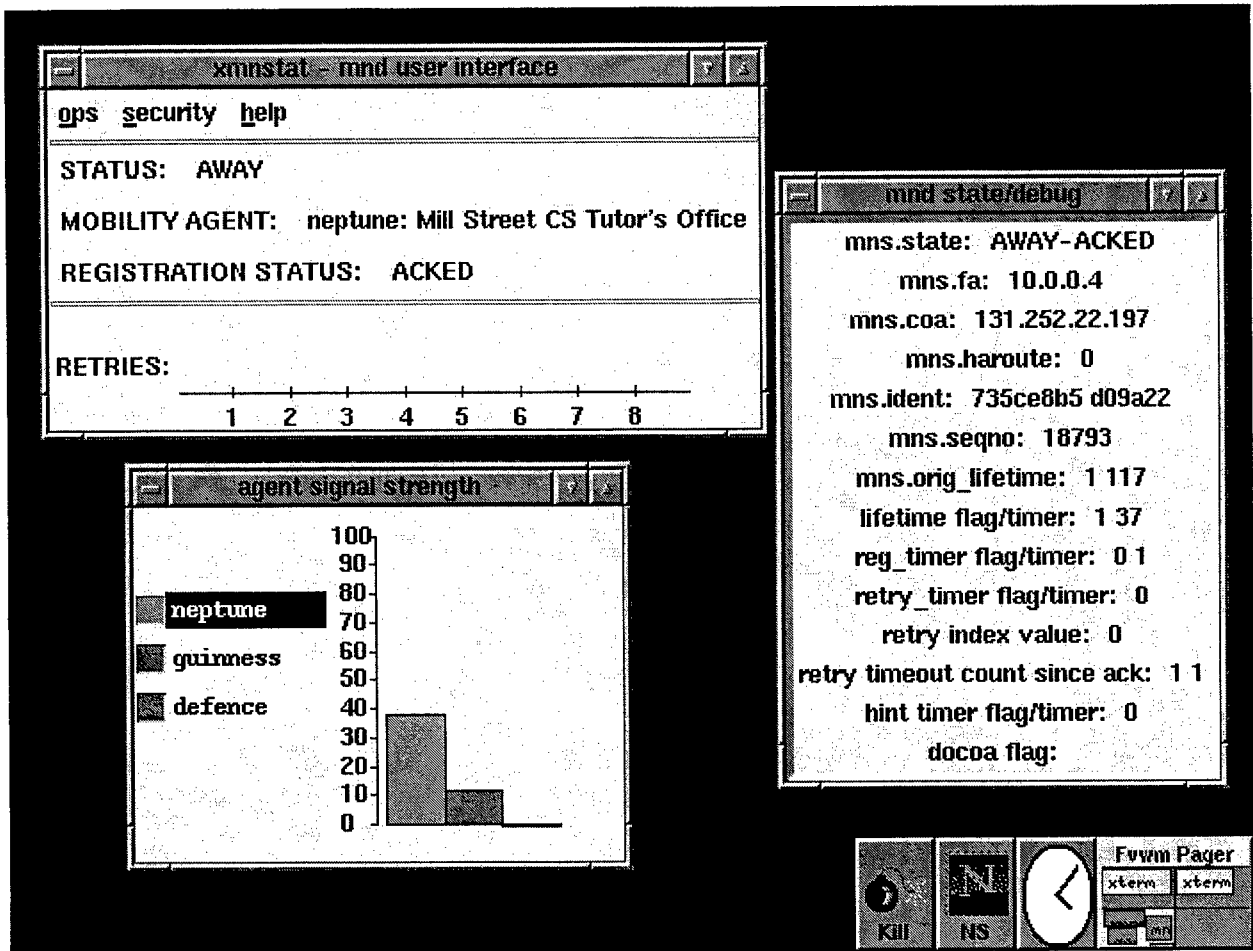 xmnstat - mnd user interface
ops security help
STATUS: AWAY
MOBILITY AGENT: neptune: Mill Street CS Tutor's Office
REGISTRATION STATUS: ACKED
RETRIES:
1 2 3 4 5 6 7 8
mnd state/debug
mns.state: AWAY-ACKED
mns.fa: 10.0.0.4
mns.coa: 131.252.22.197
mns.haroute: 0
mns.ident: 735ce8b5 d09a22
mns.seqno: 18793
mns.orig_lifetime: 1 117
lifetime flag/timer: 1 37
reg_timer flag/timer: 0 1
retry_timer flag/timer: 0
retry index value: 0
retry timeout count since ack: 1 1
hint timer flag/timer: 0
docoa flag:
agent signal strength
neptune
guinness
defence
100
90
80
70
60
50
40
30
20
10
0
Kill
N
NS
Fvwm Pager
xterm xterm
mn